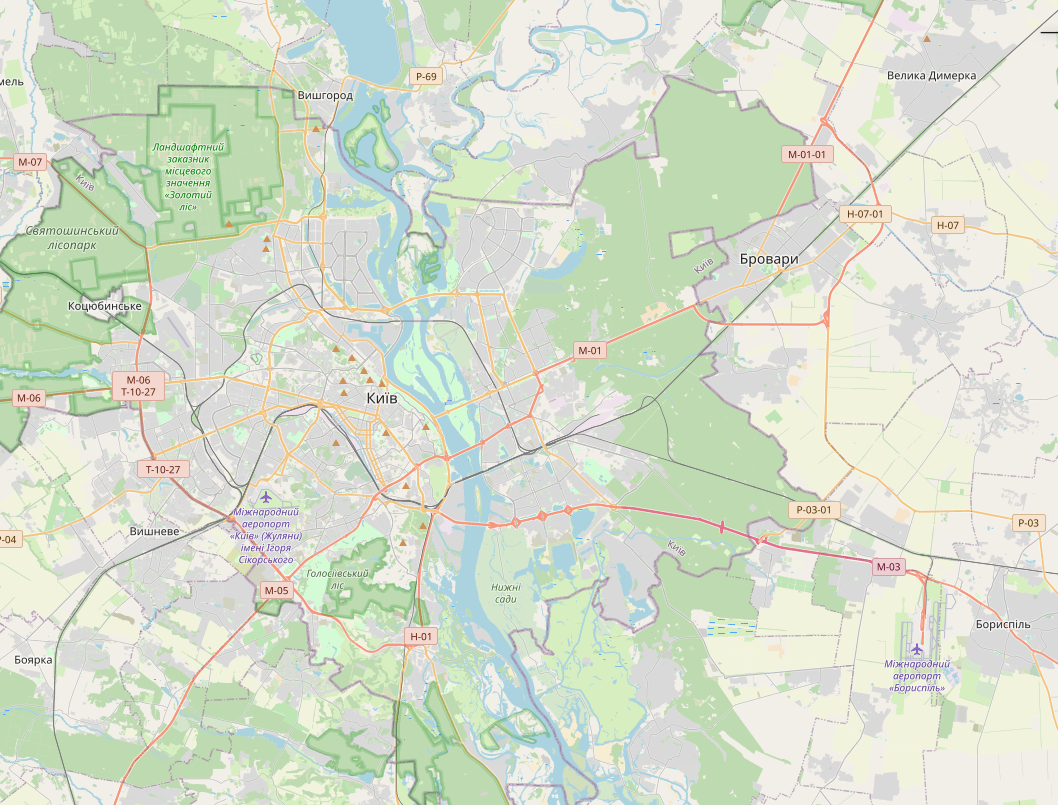 Р-69
Велика Димерка
мель
Вишгород
Ландшафтний
заказник
місцевого
значення
«Золотий
ліс»
М-01-01
М-07
Київ
Н-07-01
Н-07
Святошинський
лісопарк
Київ
Бровари
Коцюбинське
М-01
М-06
Т-10-27
М-06
Київ
Т-10-27
Міжнародний
аеропорт
«Київ» (Жуляни)
імені Ігоря
Сікорського
Р-03-01
Р-03
Вишневе
Р-04
Київ
М-03
Голосіївський
ліс
М-05
Нижні
сади
Бориспіль
Н-01
Боярка
Міжнародний
аеропорт
«Бориспіль»